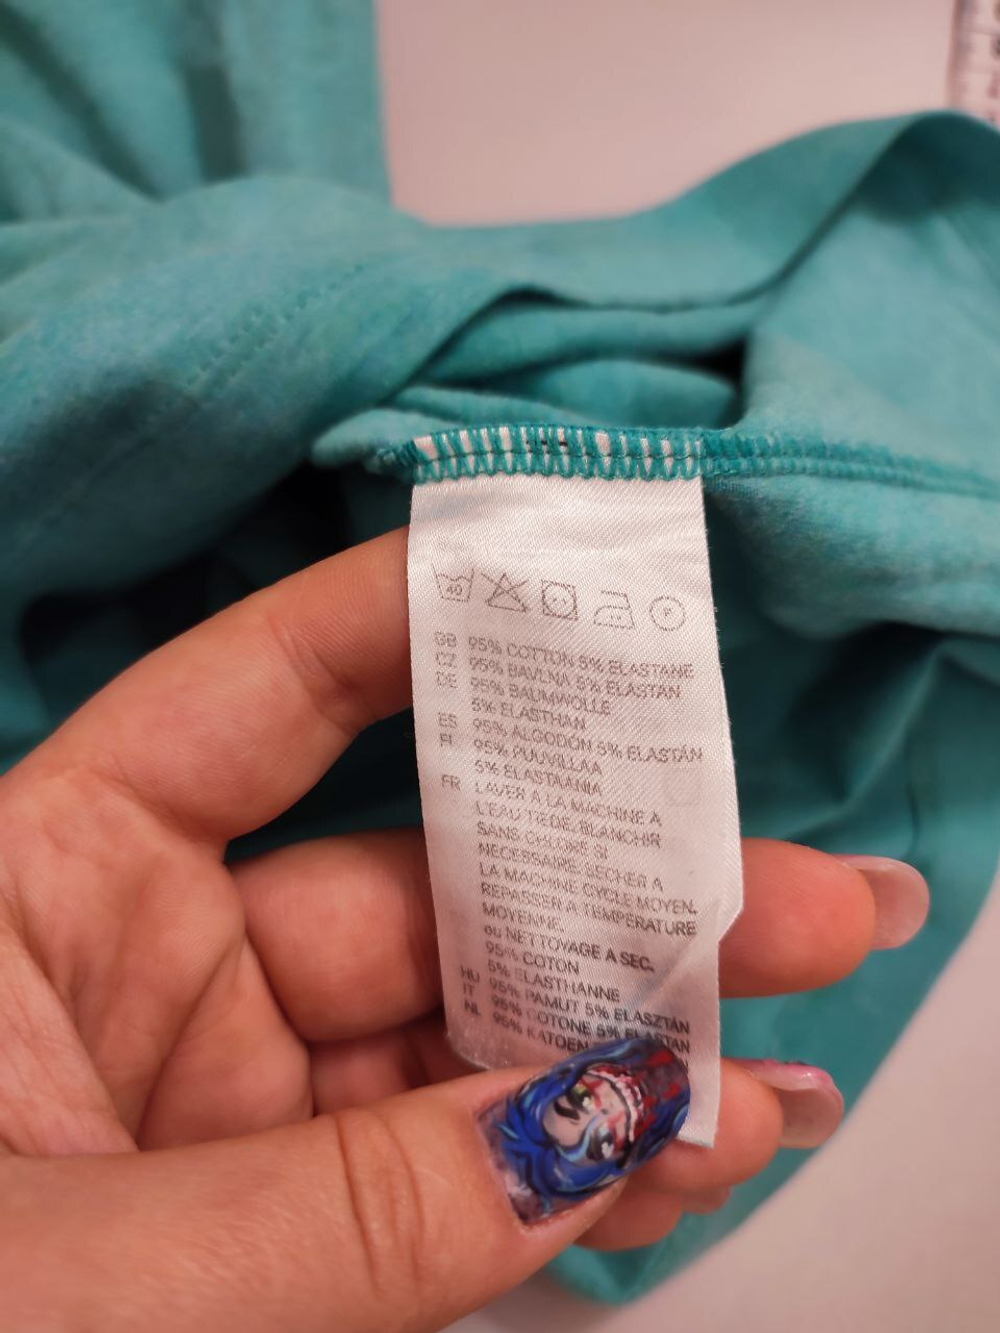 40 P
GB 95% COTTON 5% ELASTANE
CZ 95% BAVLNA 5% ELASTAN
DE 95% BAUMWOLLE
5% ELASTHAN
ES 95% ALGODÓN 5% ELASTÁN
FI 95% PUUVILLAA
5% ELASTAANIA
FR LAVER A LA MACHINE A
L'EAU TIEDE. BLANCHIR
SANS CHLORE SI
NECESSAIRE. SECHER A
LA MACHINE CYCLE MOYEN.
REPASSER A TEMPERATURE
MOYENNE.
ou NETTOYAGE A SEC.
95% COTON
5% ELASTHANNE
HU 95% PAMUT 5% ELASZTÁN
IT 95% COTONE 5% ELASTAN
NL 95% KATOEN